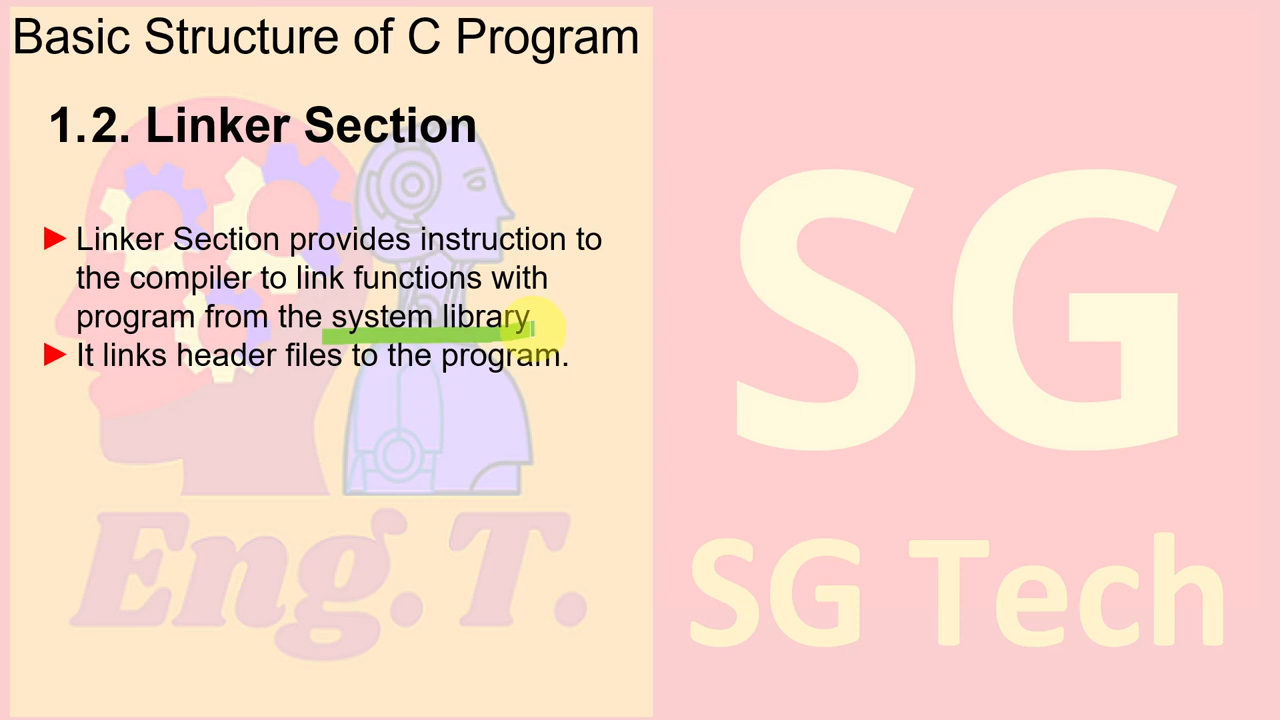 Basic Structure of C Program
1.2. Linker Section
► Linker Section provides instruction to
the compiler to link functions with
program from the system library
► It links header files to the program.
Eng.T.
SG
SG Tech